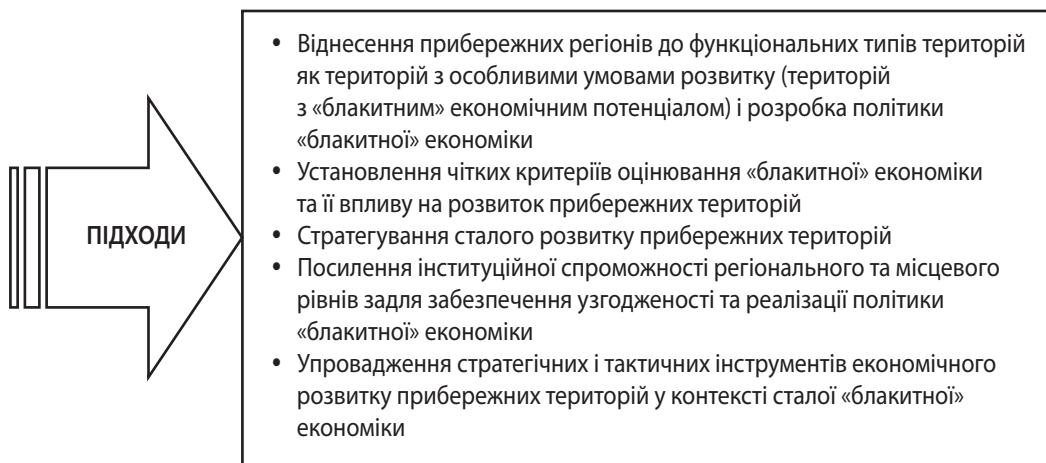 ПІДХОДИ
• Віднесення прибережних регіонів до функціональних типів територій
як територій з особливими умовами розвитку (територій
з «блакитним» економічним потенціалом) і розробка політики
«блакитної» економіки
• Установлення чітких критеріїв оцінювання «блакитної» економіки
та її впливу на розвиток прибережних територій
• Стратегування сталого розвитку прибережних територій
• Посилення інституційної спроможності регіонального та місцевого
рівнів задля забезпечення узгодженості та реалізації політики
«блакитної» економіки
• Упровадження стратегічних і тактичних інструментів економічного
розвитку прибережних територій у контексті сталої «блакитної»
економіки